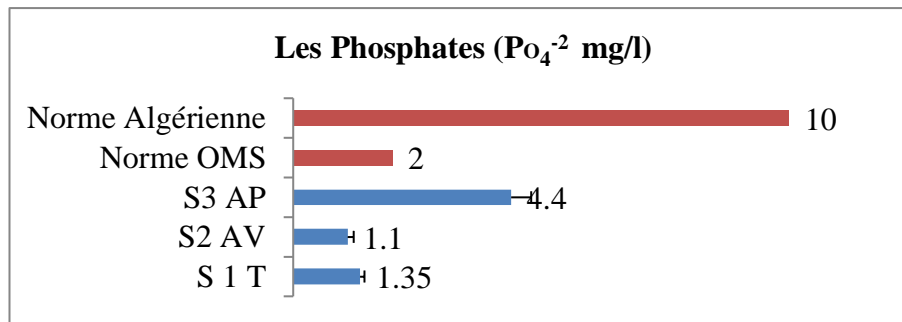 Les Phosphates (Po₄⁻² mg/l)
Norme Algérienne 10
Norme OMS 2
S3 AP 4.4
S2 AV 1.1
S 1 T 1.35